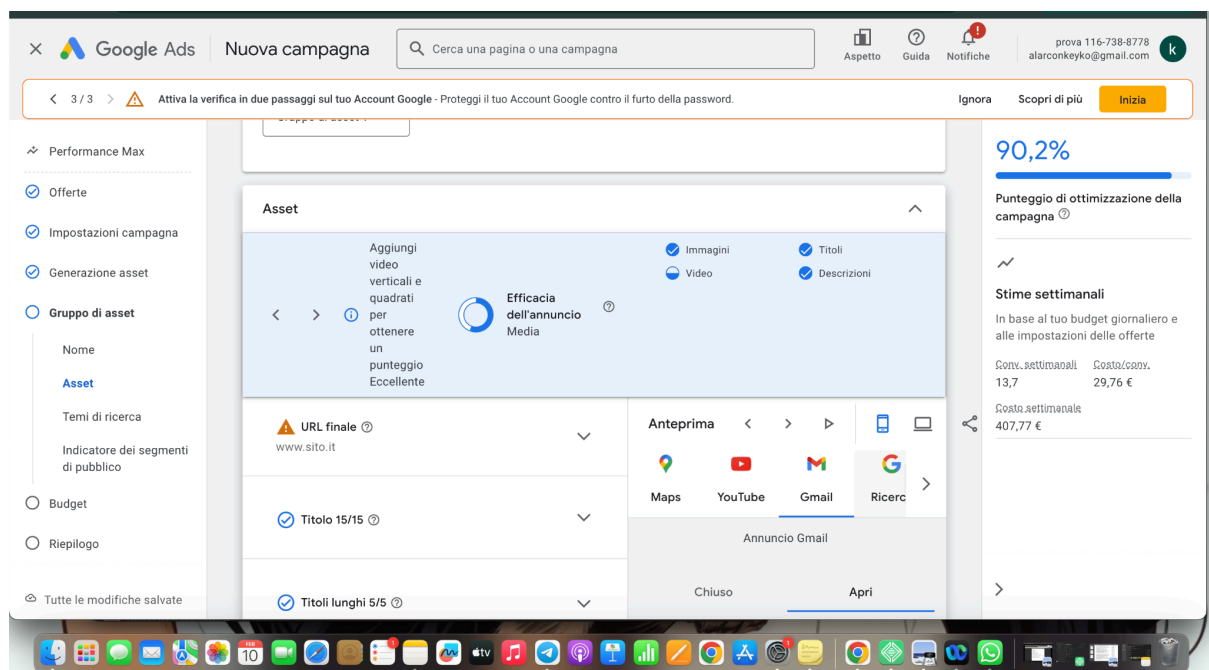 Google Ads
Nuova campagna
Cerca una pagina o una campagna
Aspetto
Guida
Notifiche
prova 116-738-8778
alarconkeyko@gmail.com
k
3 / 3
Attiva la verifica in due passaggi sul tuo Account Google - Proteggi il tuo Account Google contro il furto della password.
Ignora
Scopri di più
Inizia
Performance Max
Offerte
Impostazioni campagna
Generazione asset
Gruppo di asset
Nome
Asset
Temi di ricerca
Indicatore dei segmenti
di pubblico
Budget
Riepilogo
Tutte le modifiche salvate
Asset
Aggiungi
video
verticali e
quadrati
per
ottenere
un
punteggio
Eccellente
Efficacia
dell'annuncio
Media
Immagini
Titoli
Video
Descrizioni
URL finale
www.sito.it
Titolo 15/15
Titoli lunghi 5/5
Anteprima
Maps
YouTube
Gmail
Ricerc
Annuncio Gmail
Chiuso
Apri
90,2%
Punteggio di ottimizzazione della
campagna
Stime settimanali
In base al tuo budget giornaliero e
alle impostazioni delle offerte
Conv. settimanali
Costo/conv.
13,7
29,76 €
Costo settimanale
407,77 €
FEB
10
tv
1